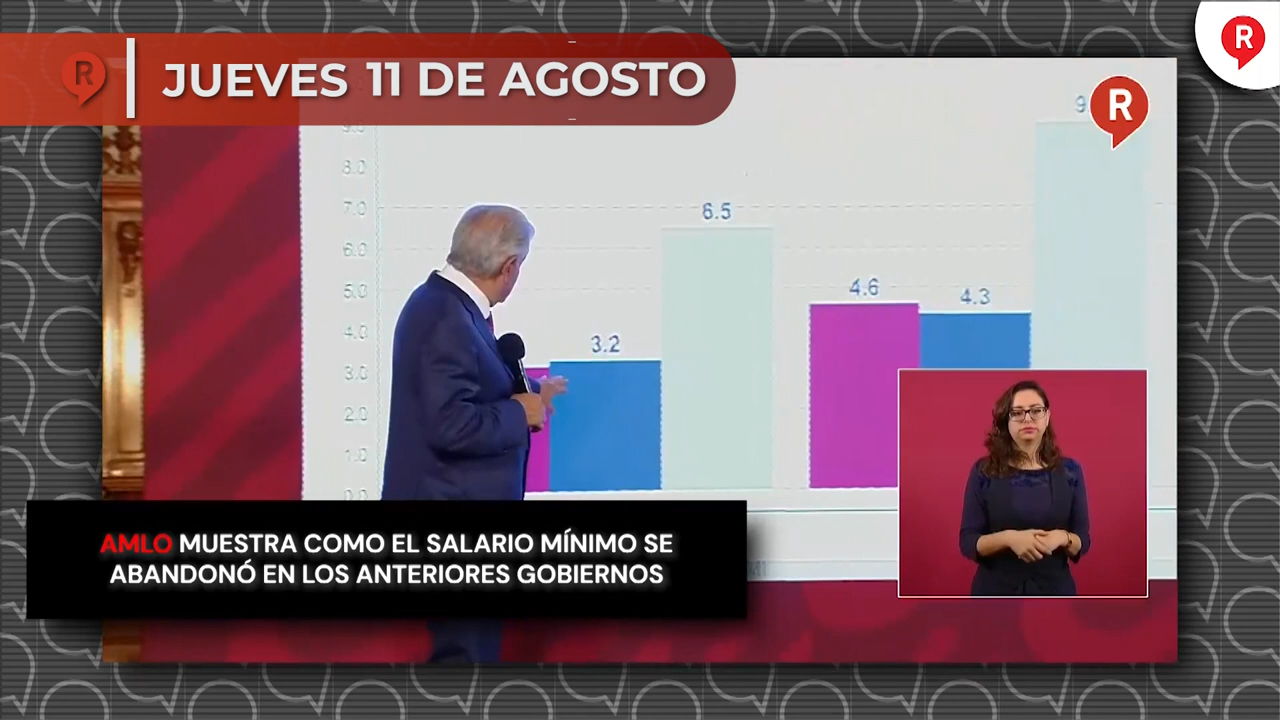 R
R
JUEVES 11 DE AGOSTO
R
8.0
7.0
6.0
5.0
4.0
3.0
2.0
1.0
0.0
3.2
6.5
4.6
4.3
AMLO MUESTRA COMO EL SALARIO MÍNIMO SE
ABANDONÓ EN LOS ANTERIORES GOBIERNOS